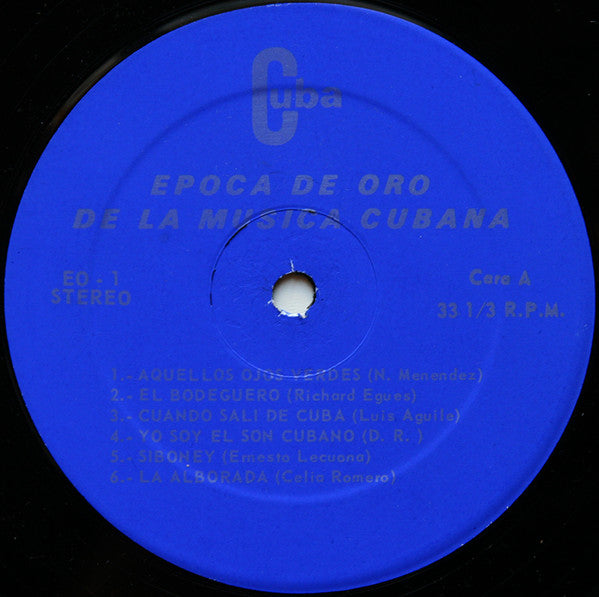 Cuba
EPOCA DE ORO
DE LA MUSICA CUBANA
EO - 1
STEREO
Cara A
33 1/3 R.P.M.
1.- AQUELLOS OJOS VERDES (N. Menendez)
2.- EL BODEGUERO (Richard Egues)
3.- CUANDO SALI DE CUBA (Luis Aguile)
4.- YO SOY EL SON CUBANO (D. R. )
5.- SIBONEY (Ernesto Lecuona)
6.- LA ALBORADA (Celia Romero)